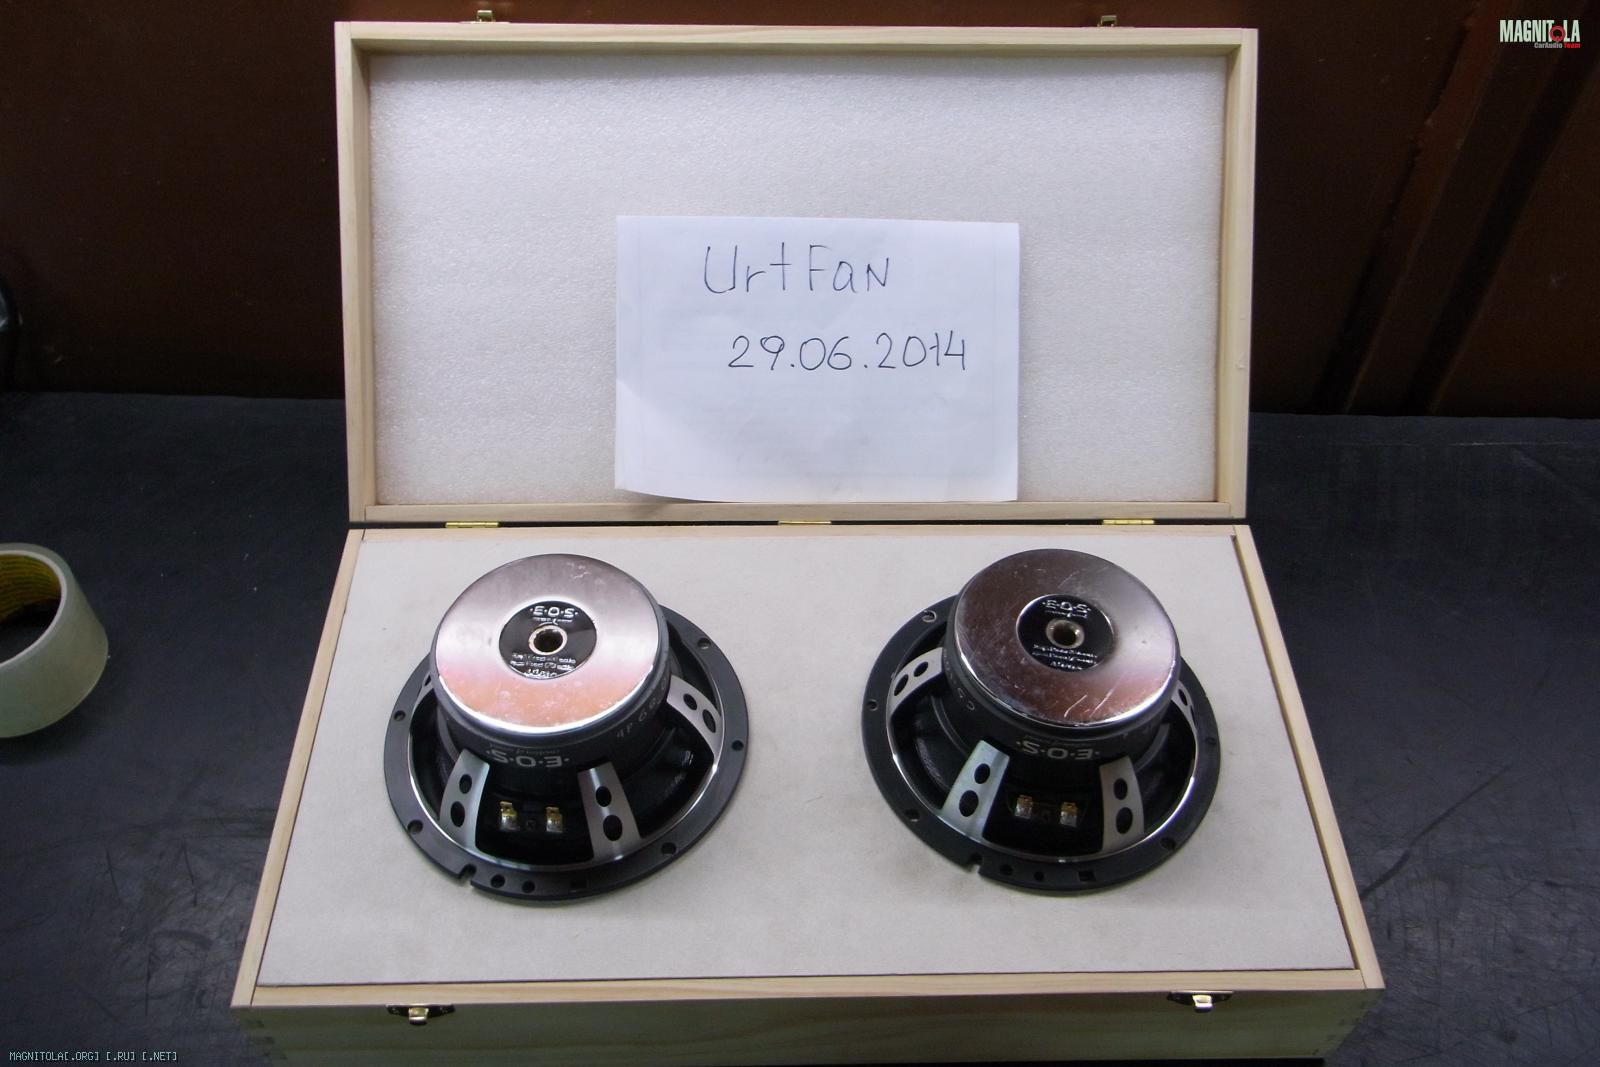 MAGNITOLA
CarAudio Team
UrtFaN
29.06.2014
·E·O·S·
·E·O·S·
·E·O·S·
·E·O·S·
MAGNITOLA[.ORG] [.RU] [.NET]